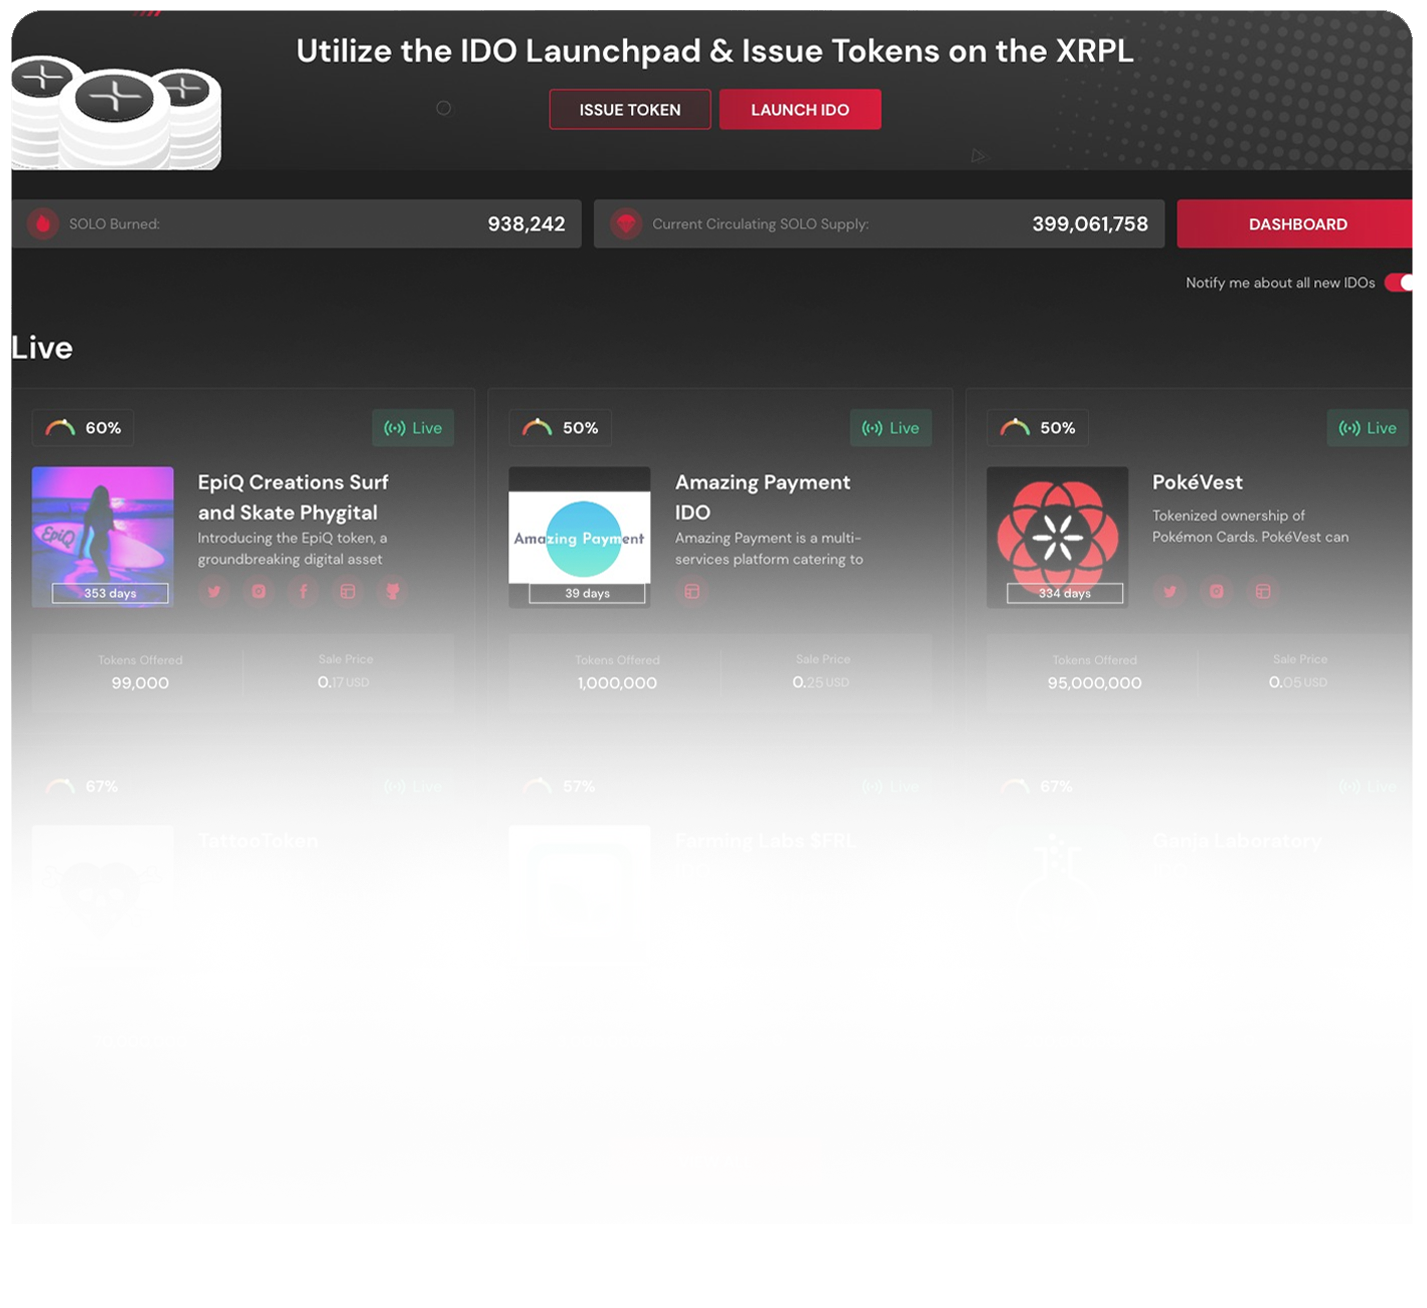 Utilize the IDO Launchpad & Issue Tokens on the XRPL
ISSUE TOKEN
LAUNCH IDO
SOLO Burned:
938,242
Current Circulating SOLO Supply:
399,061,758
DASHBOARD
Notify me about all new IDOs
Live
60%
Live
EpiQ Creations Surf
and Skate Phygital
Introducing the EpiQ token, a
groundbreaking digital asset
EpiQ
353 days
Tokens Offered
99,000
Sale Price
0.17 USD
50%
Live
Amazing Payment
IDO
Amazing Payment is a multi-
services platform catering to
Amazing Payment
39 days
Tokens Offered
1,000,000
Sale Price
0.25 USD
50%
Live
PokéVest
Tokenized ownership of
Pokémon Cards. PokéVest can
334 days
Tokens Offered
95,000,000
Sale Price
0.05 USD
67%
Live
TattooToken
57%
Live
Farming Labs $FRL
67%
Live
Ganja Laboratory